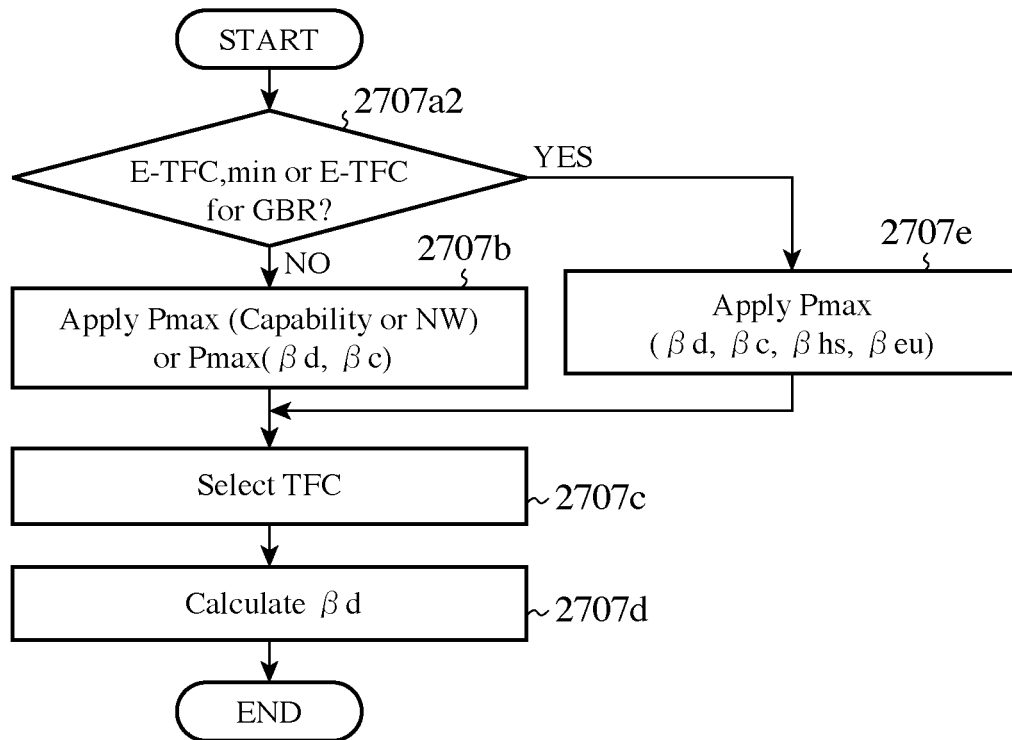 START
2707a2
E-TFC,min or E-TFC
for GBR?
YES
NO
2707b
Apply Pmax (Capability or NW)
or Pmax( β d, β c)
2707e
Apply Pmax
( β d, β c, β hs, β eu)
Select TFC
2707c
Calculate β d
2707d
END